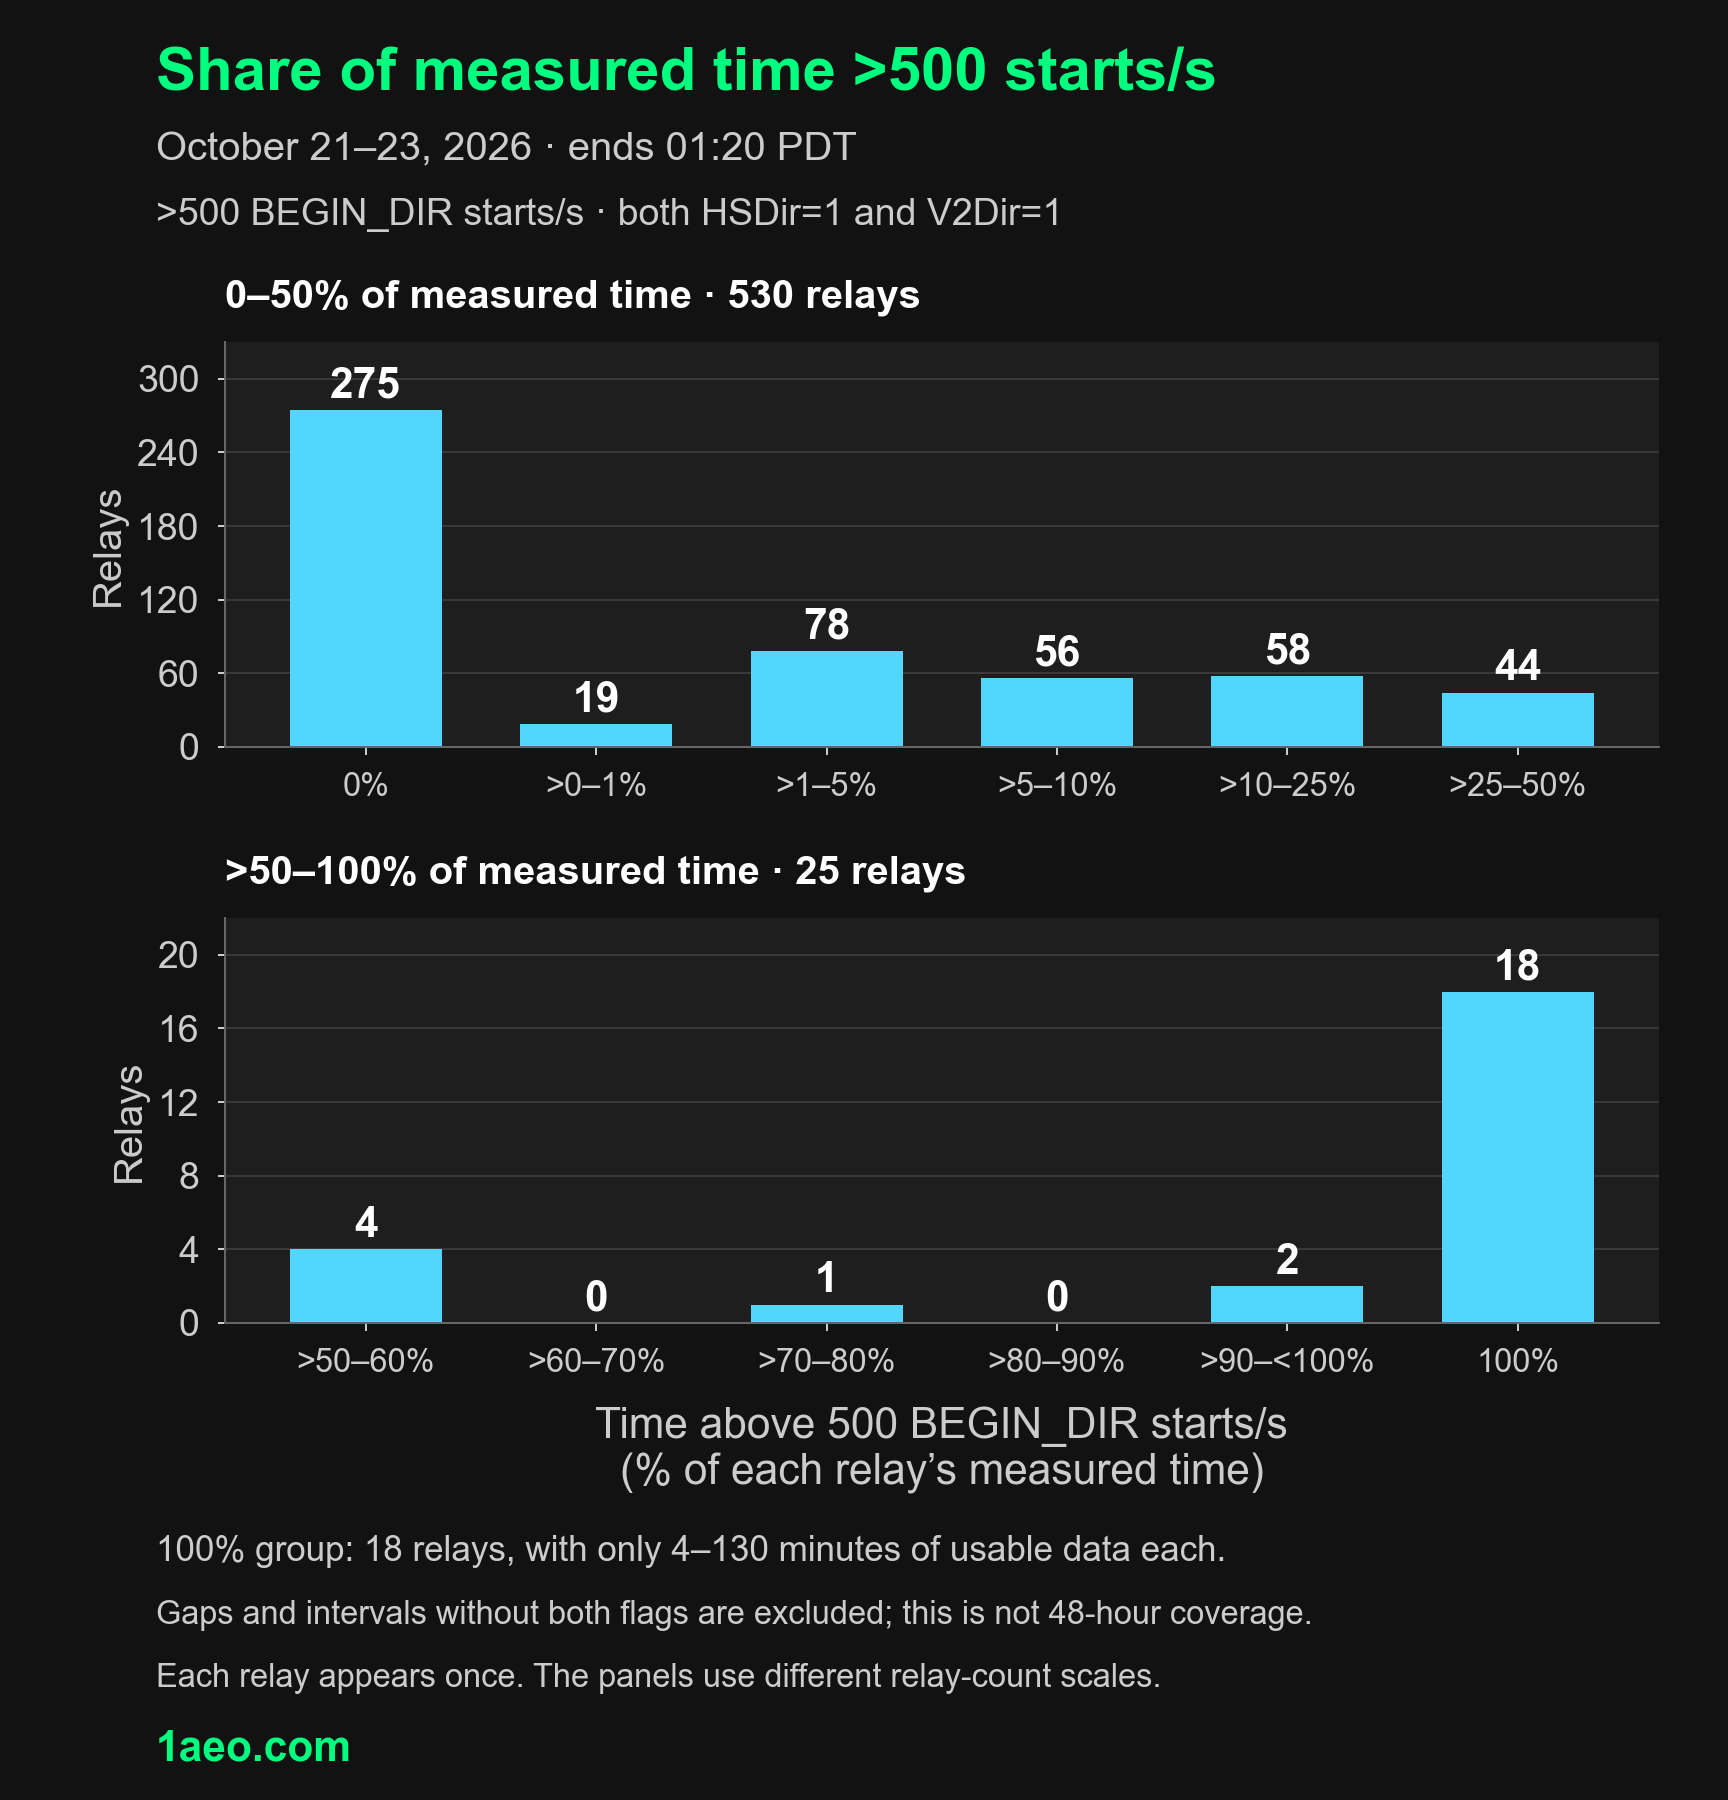 Share of measured time >500 starts/s
October 21–23, 2026 · ends 01:20 PDT
>500 BEGIN_DIR starts/s · both HSDir=1 and V2Dir=1
0–50% of measured time · 530 relays
Relays
300
240
180
120
60
0
275
19
78
56
58
44
0%
>0–1%
>1–5%
>5–10%
>10–25%
>25–50%
>50–100% of measured time · 25 relays
Relays
20
16
12
8
4
0
4
0
1
0
2
18
>50–60%
>60–70%
>70–80%
>80–90%
>90–<100%
100%
Time above 500 BEGIN_DIR starts/s
(% of each relay’s measured time)
100% group: 18 relays, with only 4–130 minutes of usable data each.
Gaps and intervals without both flags are excluded; this is not 48-hour coverage.
Each relay appears once. The panels use different relay-count scales.
1aeo.com